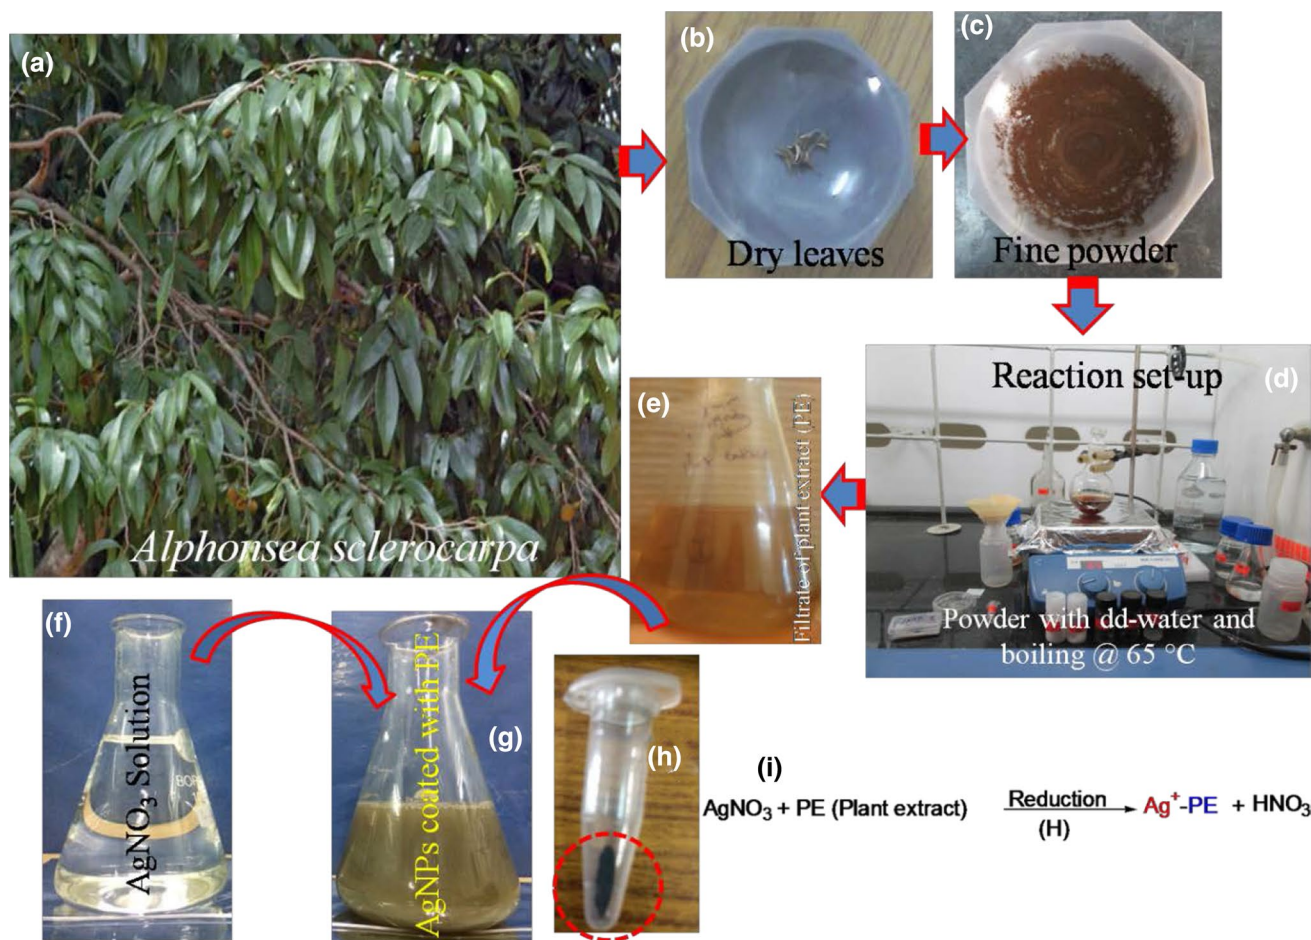 (a)
Alphonsea sclerocarpa
(b)
Dry leaves
(c)
Fine powder
Reaction set-up
(d)
Powder with dd-water and
boiling @ 65 °C
(e)
Filtrate of plant extract (PE)
(f)
AgNO₃ Solution
AgNPs coated with PE
(g)
(h)
(i)
AgNO₃ + PE (Plant extract)
Reduction
(H)
Ag⁺-PE + HNO₃